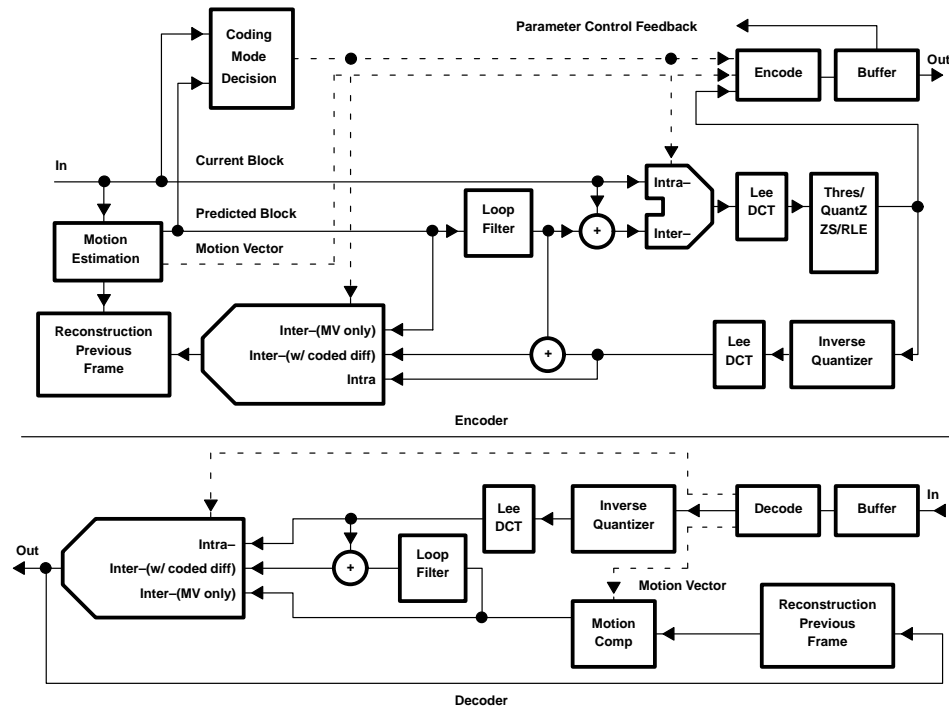 Parameter Control Feedback
Coding
Mode
Decision
Encode
Buffer
Out
In
Current Block
Predicted Block
Motion Vector
Motion
Estimation
Loop
Filter
+
Intra–
Inter–
Lee
DCT
Thres/
QuantZ
ZS/RLE
Reconstruction
Previous
Frame
Inter–(MV only)
Inter–(w/ coded diff)
Intra
+
Lee
DCT
Inverse
Quantizer
Encoder
In
Buffer
Decode
Inverse
Quantizer
Lee
DCT
Out
Intra–
Inter–(w/ coded diff)
Inter–(MV only)
+
Loop
Filter
Motion Vector
Motion
Comp
Reconstruction
Previous
Frame
Decoder